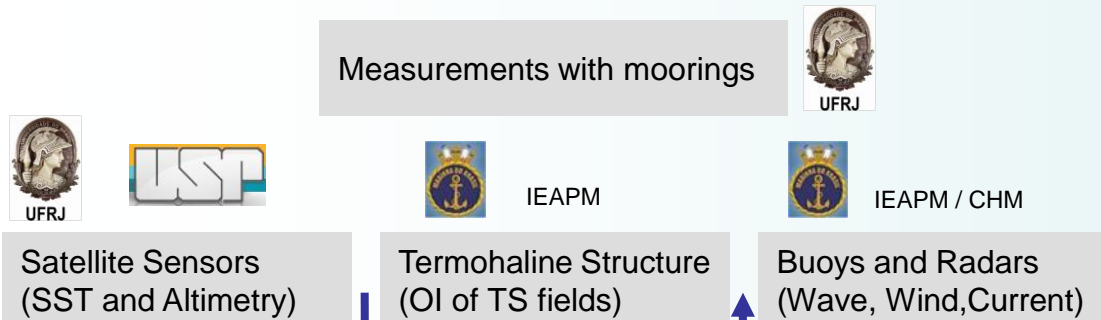 Measurements with moorings
UFRJ
UFRJ
USP
IEAPM
IEAPM / CHM
Satellite Sensors
(SST and Altimetry)
Termohaline Structure
(OI of TS fields)
Buoys and Radars
(Wave, Wind,Current)